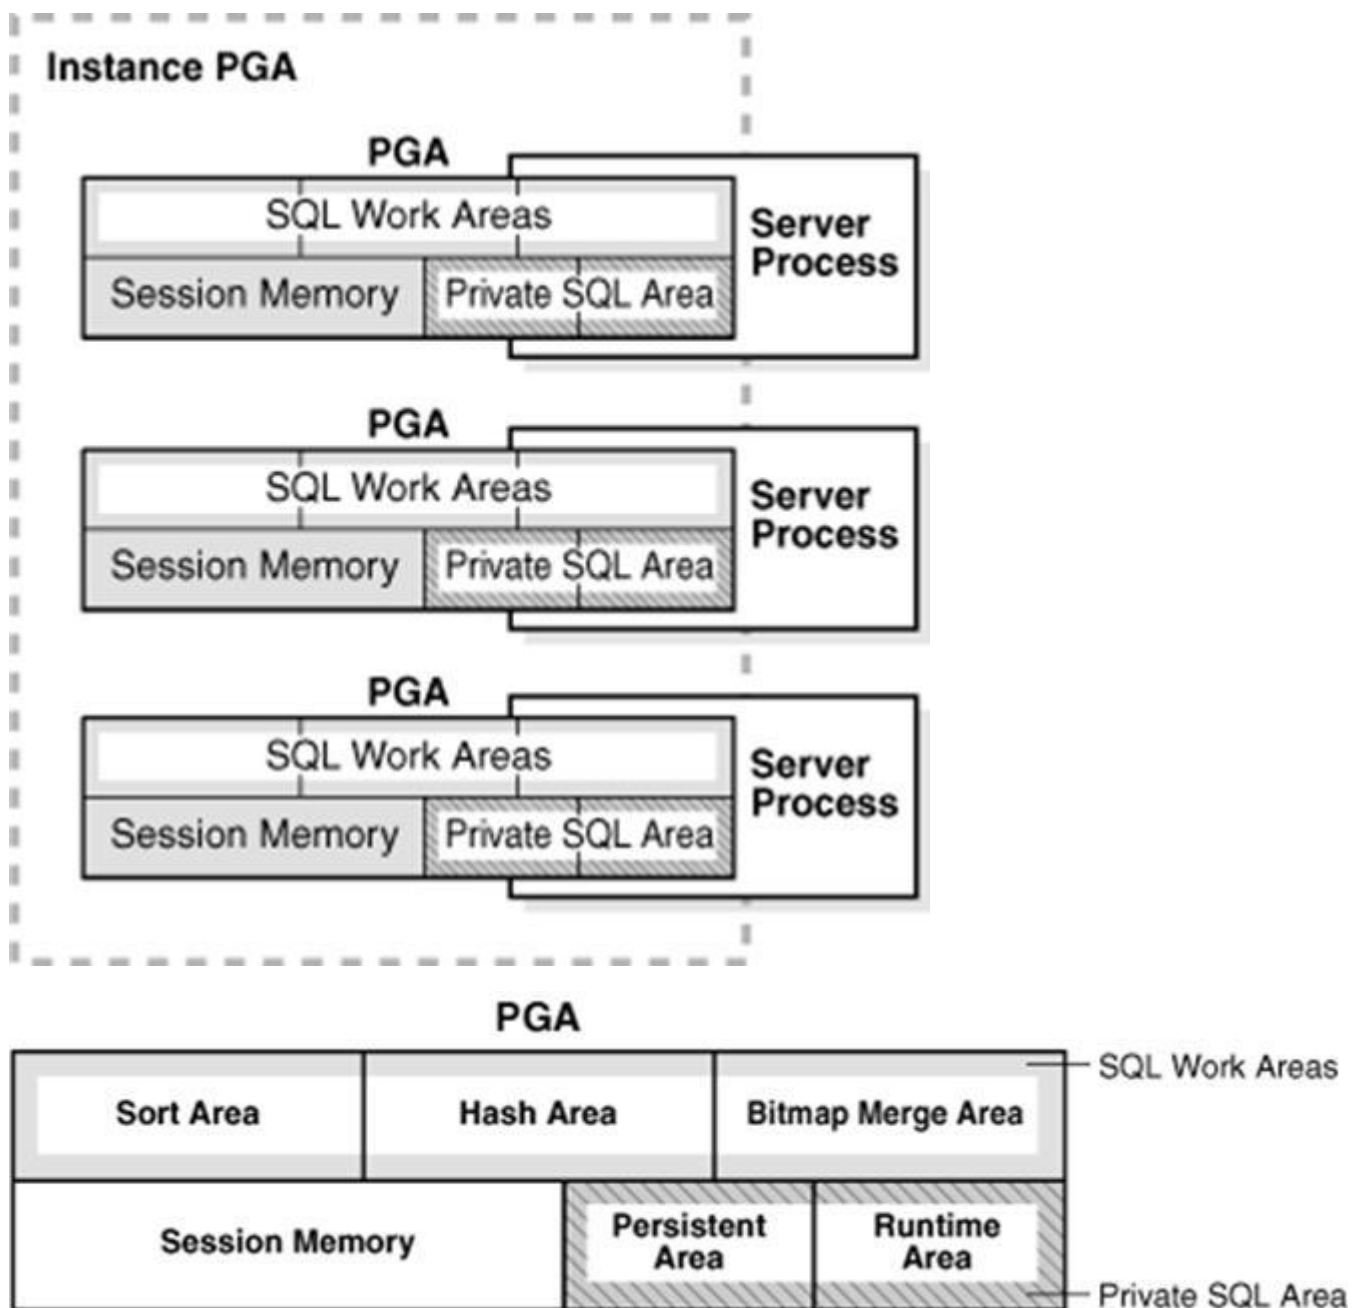 Instance PGA
PGA
SQL Work Areas
Session Memory
Private SQL Area
Server
Process
PGA
SQL Work Areas
Session Memory
Private SQL Area
Server
Process
PGA
SQL Work Areas
Session Memory
Private SQL Area
Server
Process
PGA
Sort Area
Hash Area
Bitmap Merge Area
SQL Work Areas
Session Memory
Persistent
Area
Runtime
Area
Private SQL Area